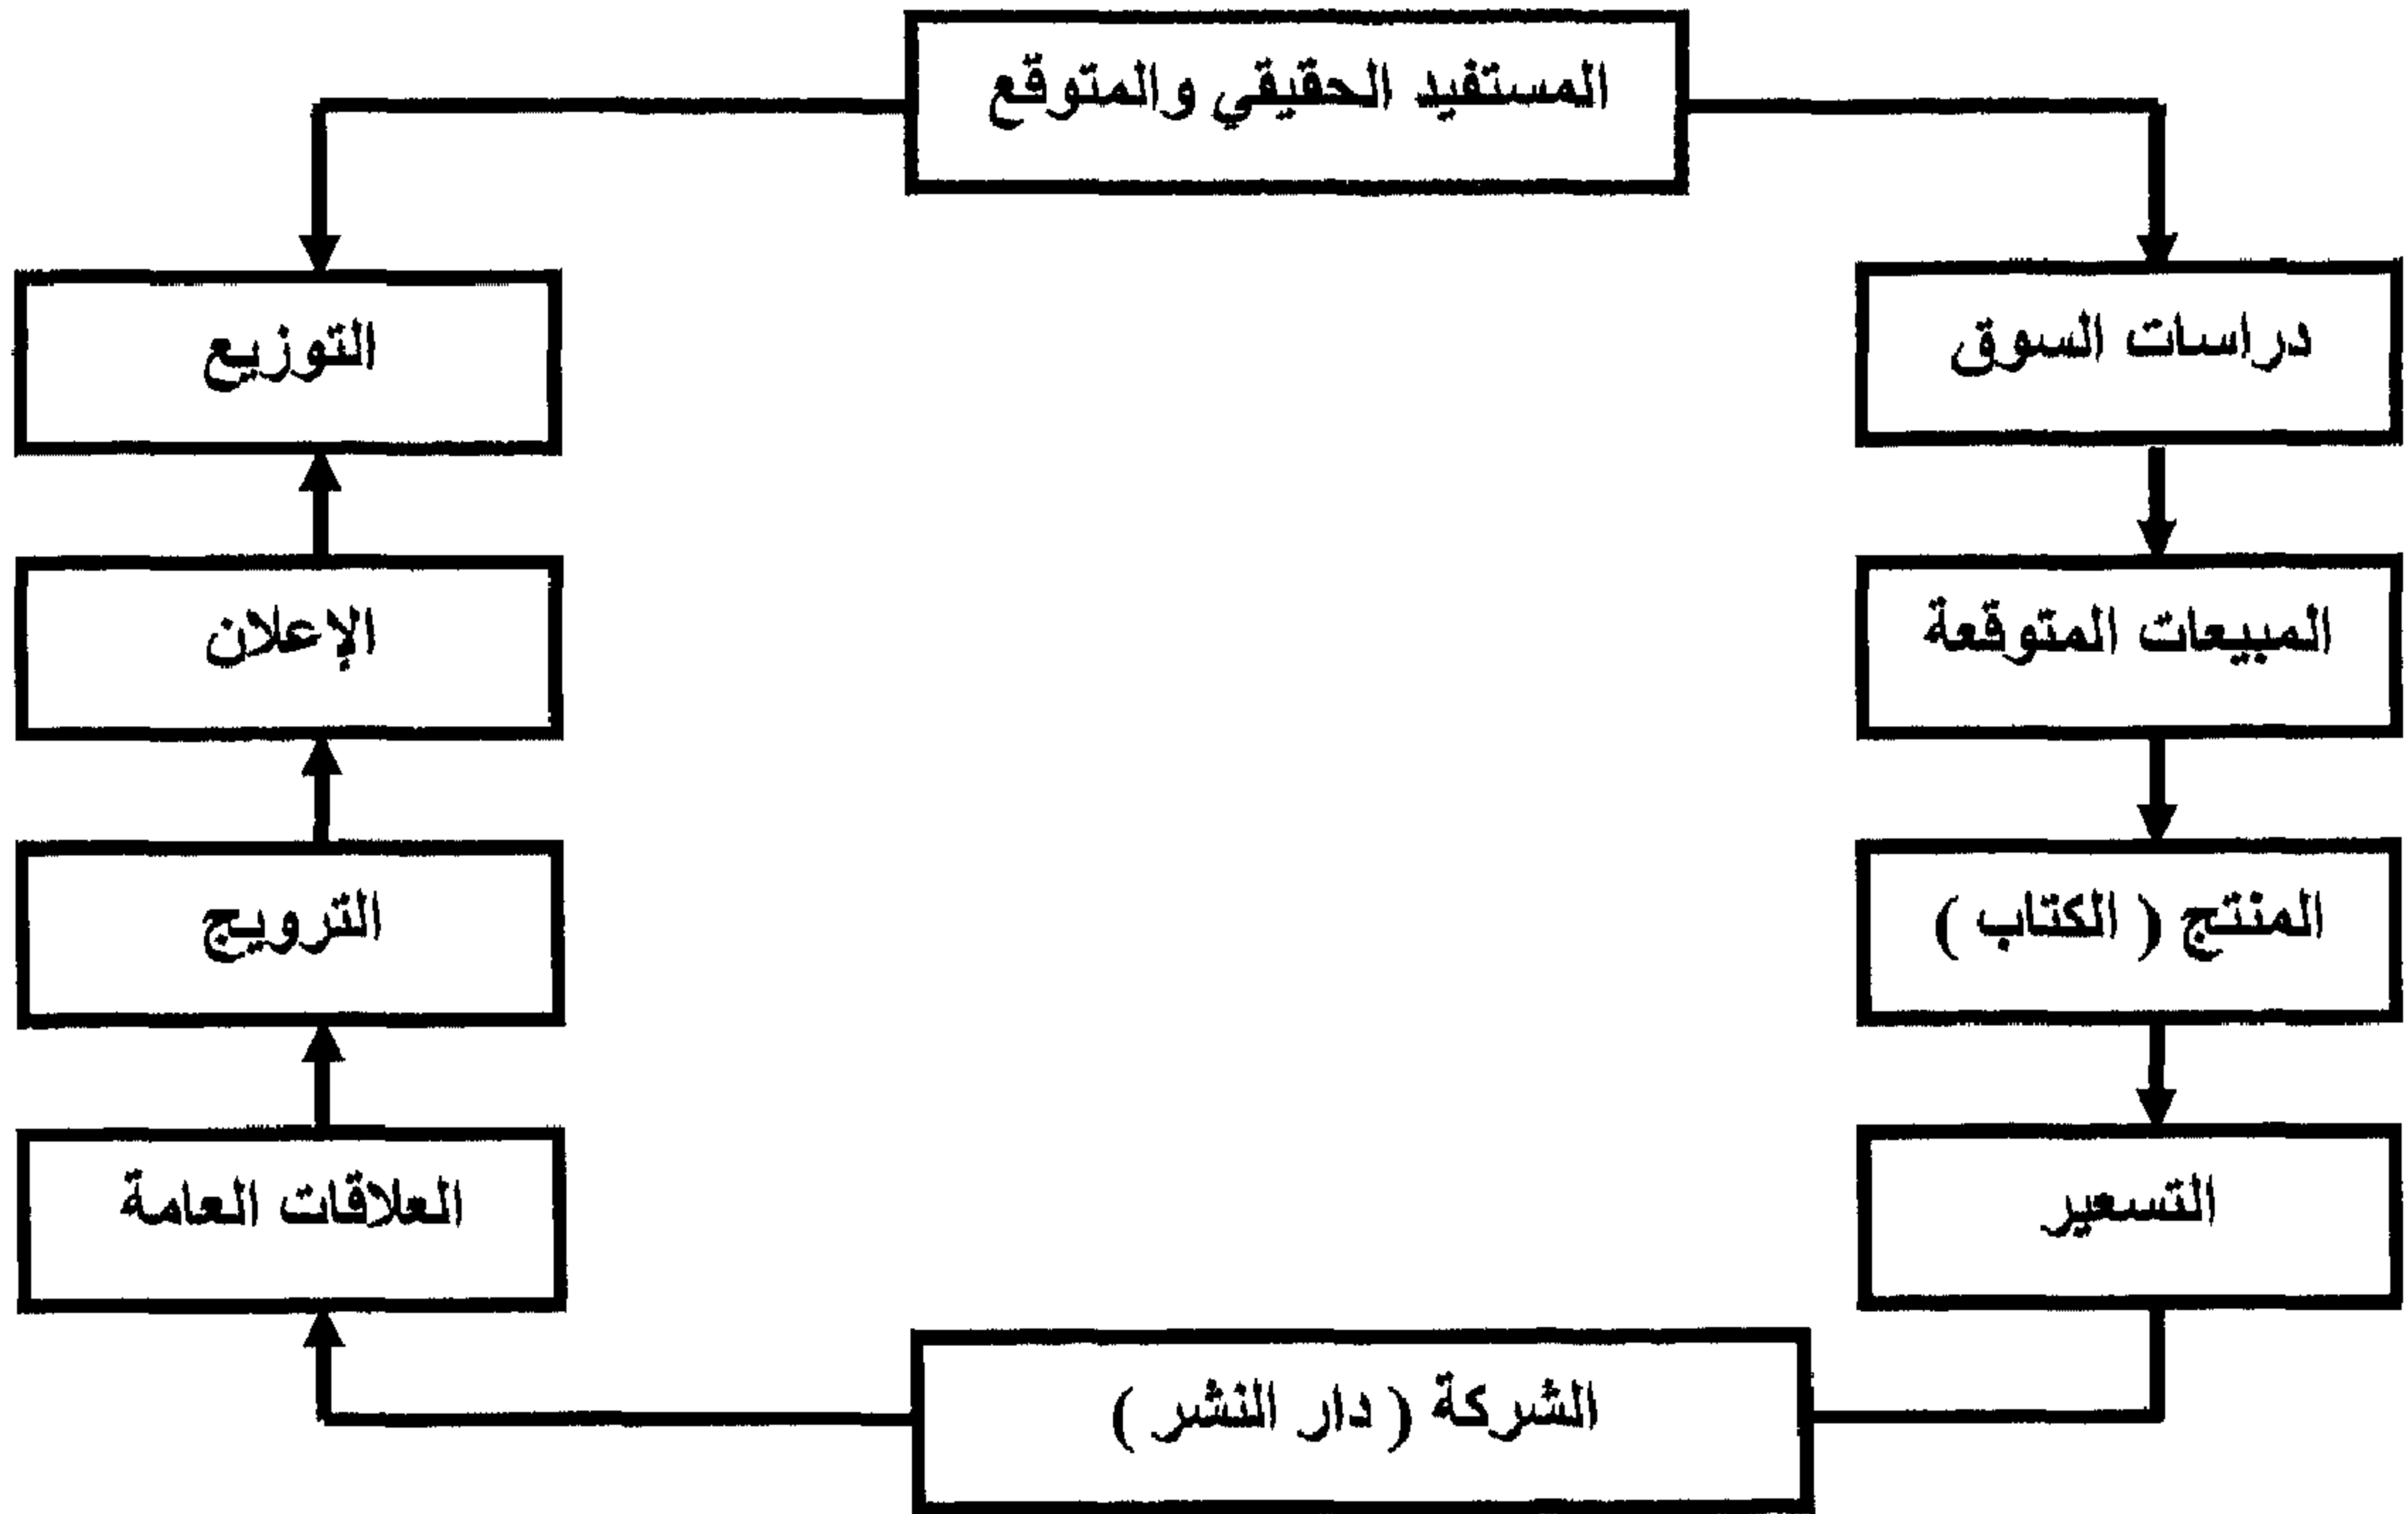 المستفيد الحقيقي والمتوقع
دراسات السوق
التوزيع
المبيعات المتوقعة
الإعلان
المنتج ( الكتاب )
الترويج
التسعير
العلاقات العامة
الشركة ( دار النشر )